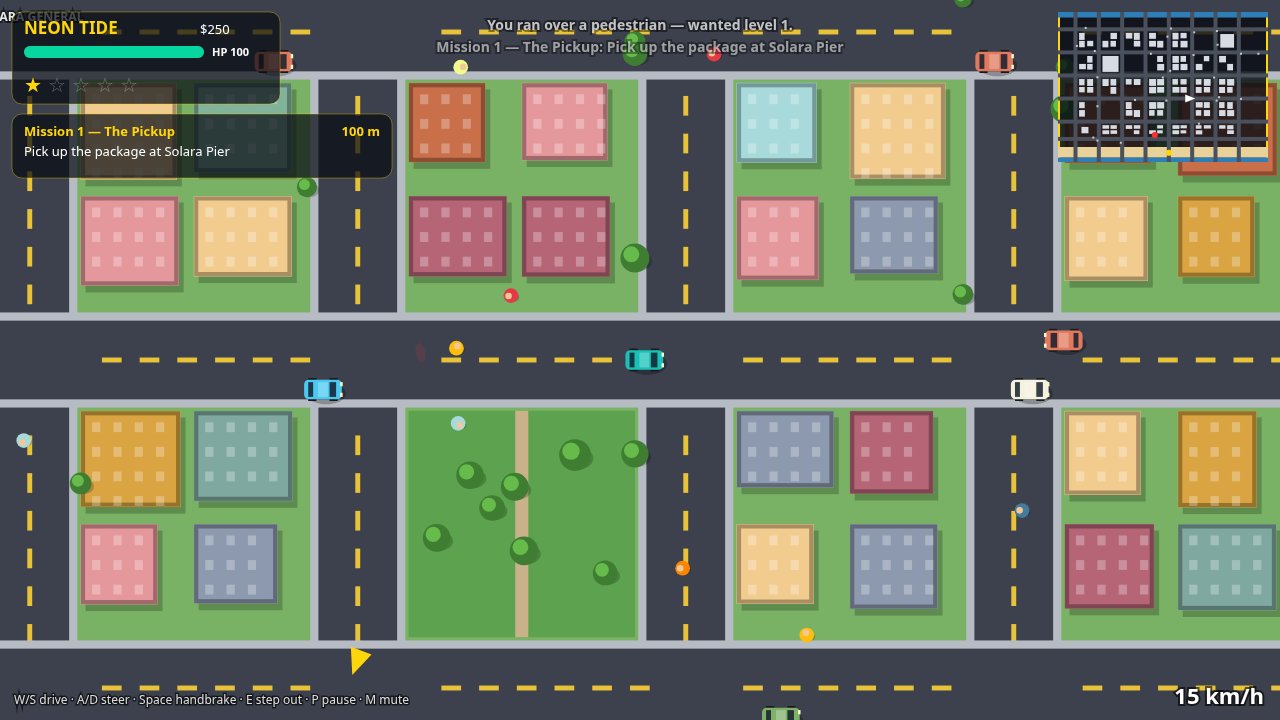 ARA GENERAL
NEON TIDE
$250
HP 100
You ran over a pedestrian — wanted level 1.
Mission 1 — The Pickup: Pick up the package at Solara Pier
Mission 1 — The Pickup
100 m
Pick up the package at Solara Pier
W/S drive · A/D steer · Space handbrake · E step out · P pause · M mute
15 km/h